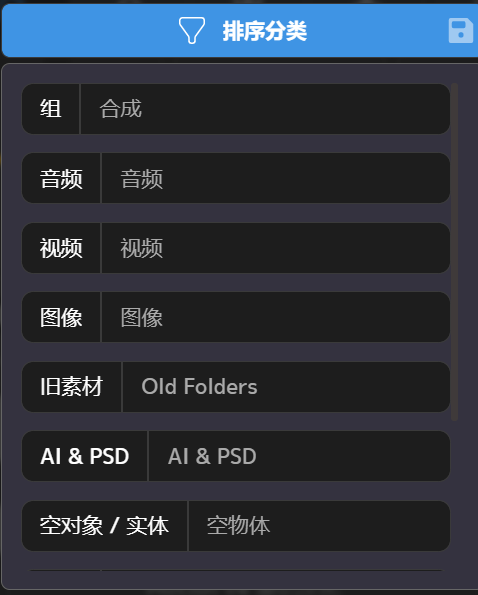 排序分类
组 合成
音频 音频
视频 视频
图像 图像
旧素材 Old Folders
AI & PSD AI & PSD
空对象 / 实体 空物体